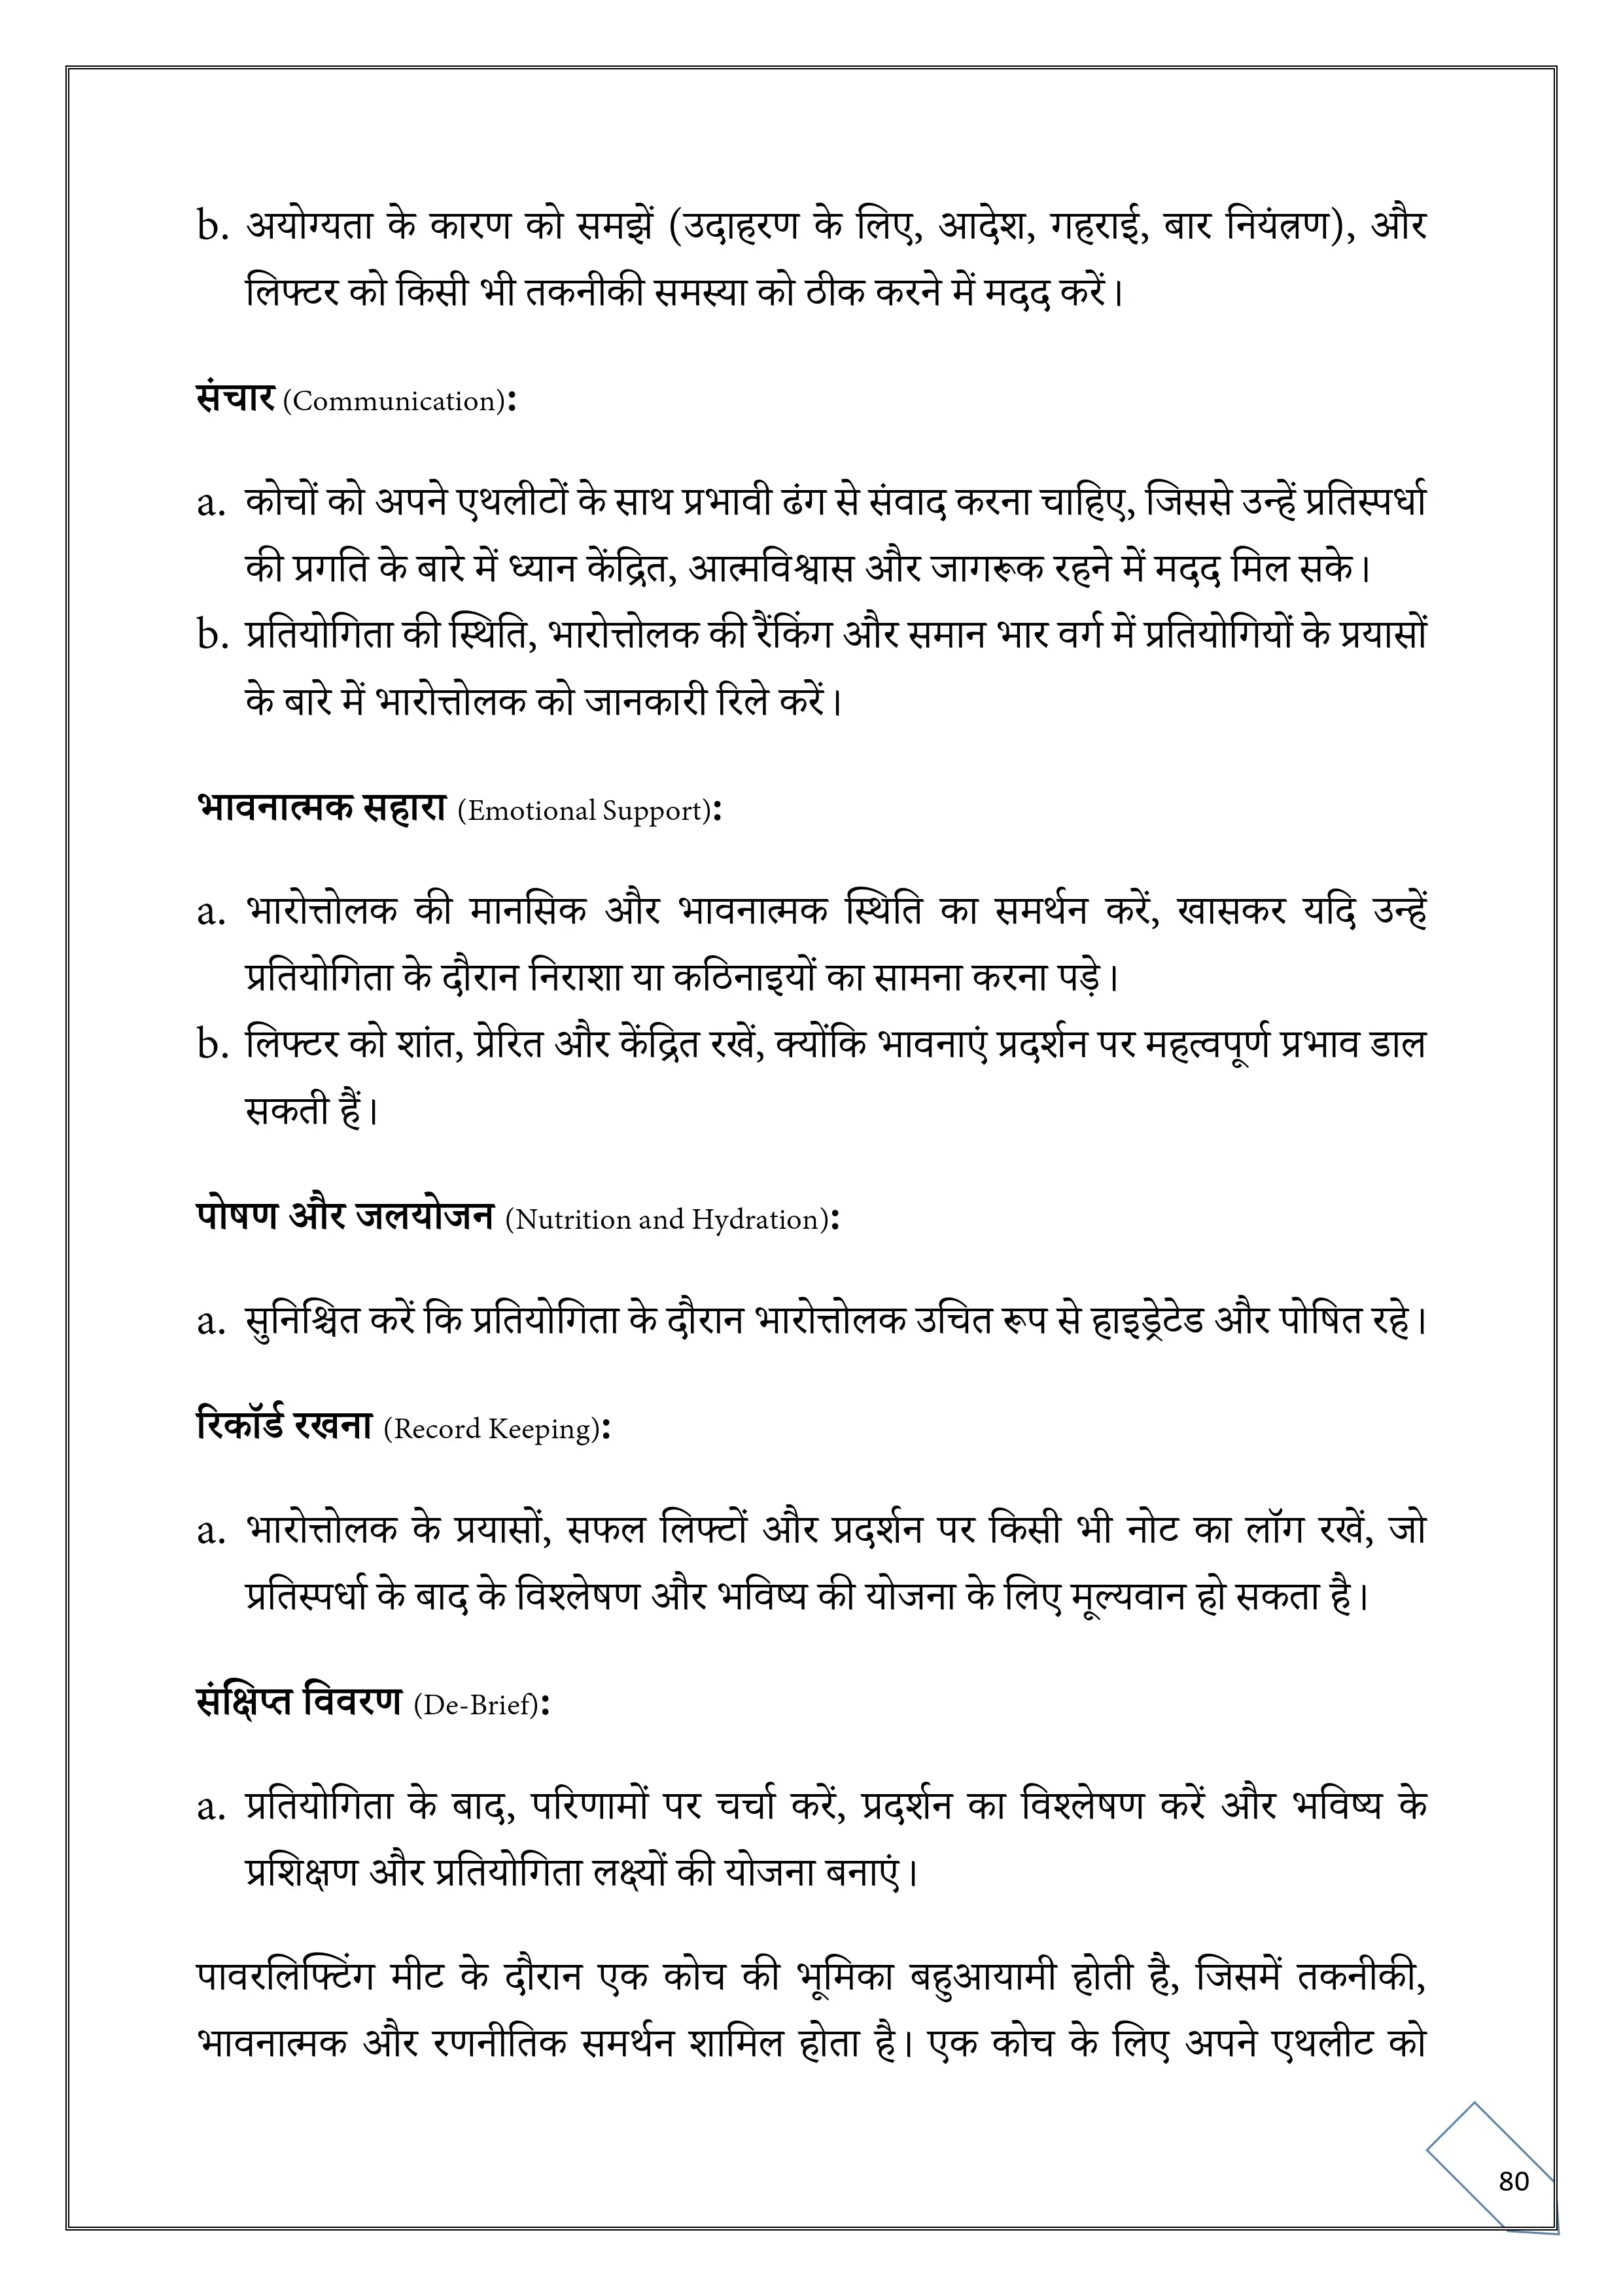 b. अयोग्यता के कारण को समझें (उदाहरण के लिए, आदेश, गहराई, बार नियंत्रण), और
लिफ्टर को किसी भी तकनीकी समस्या को ठीक करने में मदद करें।
संचार (Communication):
a. कोचों को अपने एथलीटों के साथ प्रभावी ढंग से संवाद करना चाहिए, जिससे उन्हें प्रतिस्पर्धा
की प्रगति के बारे में ध्यान केंद्रित, आत्मविश्वास और जागरूक रहने में मदद मिल सके।
b. प्रतियोगिता की स्थिति, भारोत्तोलक की रैंकिंग और समान भार वर्ग में प्रतियोगियों के प्रयासों
के बारे में भारोत्तोलक को जानकारी रिले करें।
भावनात्मक सहारा (Emotional Support):
a. भारोत्तोलक की मानसिक और भावनात्मक स्थिति का समर्थन करें, खासकर यदि उन्हें
प्रतियोगिता के दौरान निराशा या कठिनाइयों का सामना करना पड़े।
b. लिफ्टर को शांत, प्रेरित और केंद्रित रखें, क्योंकि भावनाएं प्रदर्शन पर महत्वपूर्ण प्रभाव डाल
सकती हैं।
पोषण और जलयोजन (Nutrition and Hydration):
a. सुनिश्चित करें कि प्रतियोगिता के दौरान भारोत्तोलक उचित रूप से हाइड्रेटेड और पोषित रहे।
रिकॉर्ड रखना (Record Keeping):
a. भारोत्तोलक के प्रयासों, सफल लिफ्टों और प्रदर्शन पर किसी भी नोट का लॉग रखें, जो
प्रतिस्पर्धा के बाद के विश्लेषण और भविष्य की योजना के लिए मूल्यवान हो सकता है।
संक्षिप्त विवरण (De-Brief):
a. प्रतियोगिता के बाद, परिणामों पर चर्चा करें, प्रदर्शन का विश्लेषण करें और भविष्य के
प्रशिक्षण और प्रतियोगिता लक्ष्यों की योजना बनाएं।
पावरलिफ्टिंग मीट के दौरान एक कोच की भूमिका बहुआयामी होती है, जिसमें तकनीकी,
भावनात्मक और रणनीतिक समर्थन शामिल होता है। एक कोच के लिए अपने एथलीट को
80